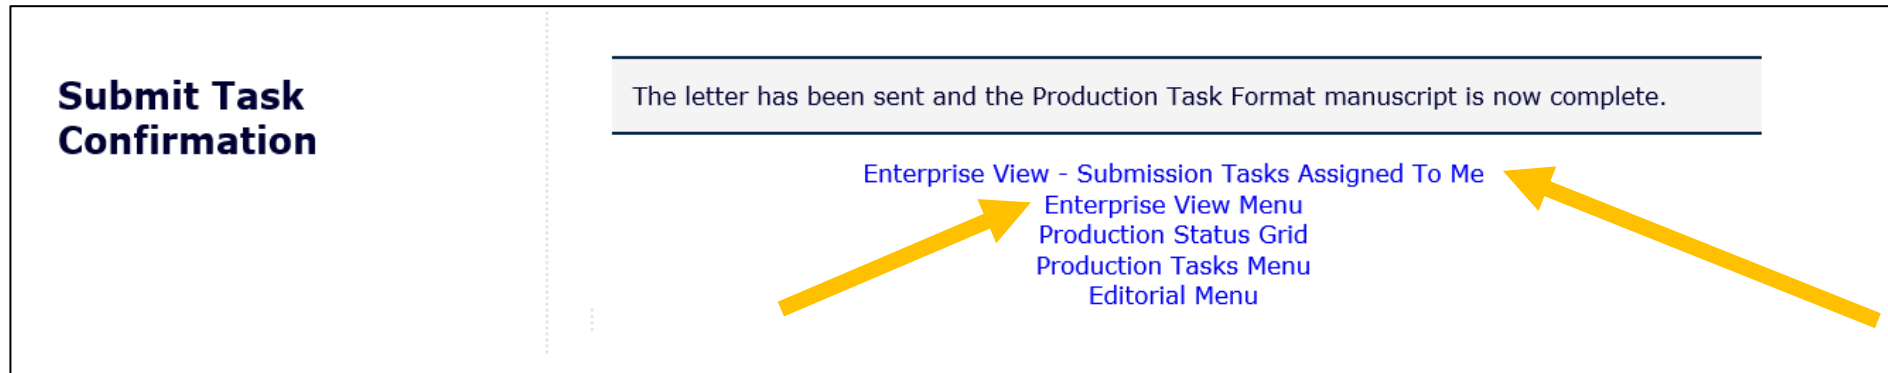 Submit Task
Confirmation
The letter has been sent and the Production Task Format manuscript is now complete.
Enterprise View - Submission Tasks Assigned To Me
Enterprise View Menu
Production Status Grid
Production Tasks Menu
Editorial Menu